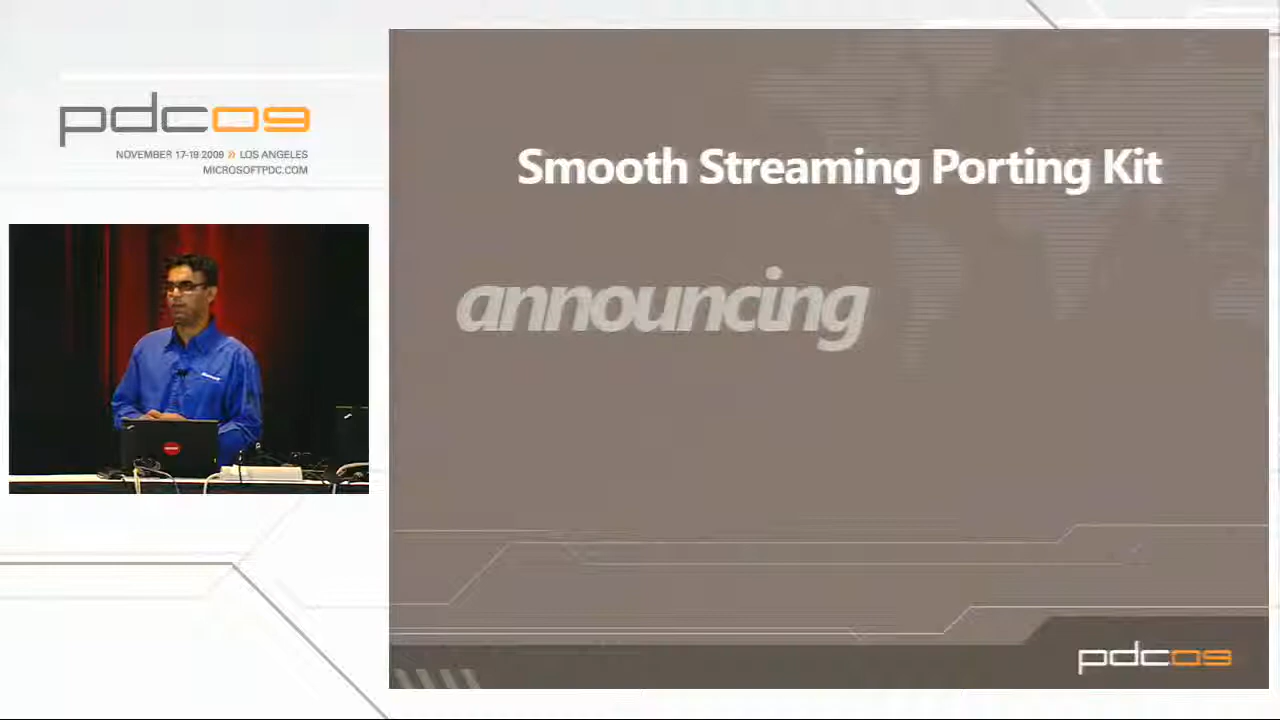 pdc09
NOVEMBER 17-19 2009 » LOS ANGELES
MICROSOFTPDC.COM
Smooth Streaming Porting Kit
announcing
pdc09